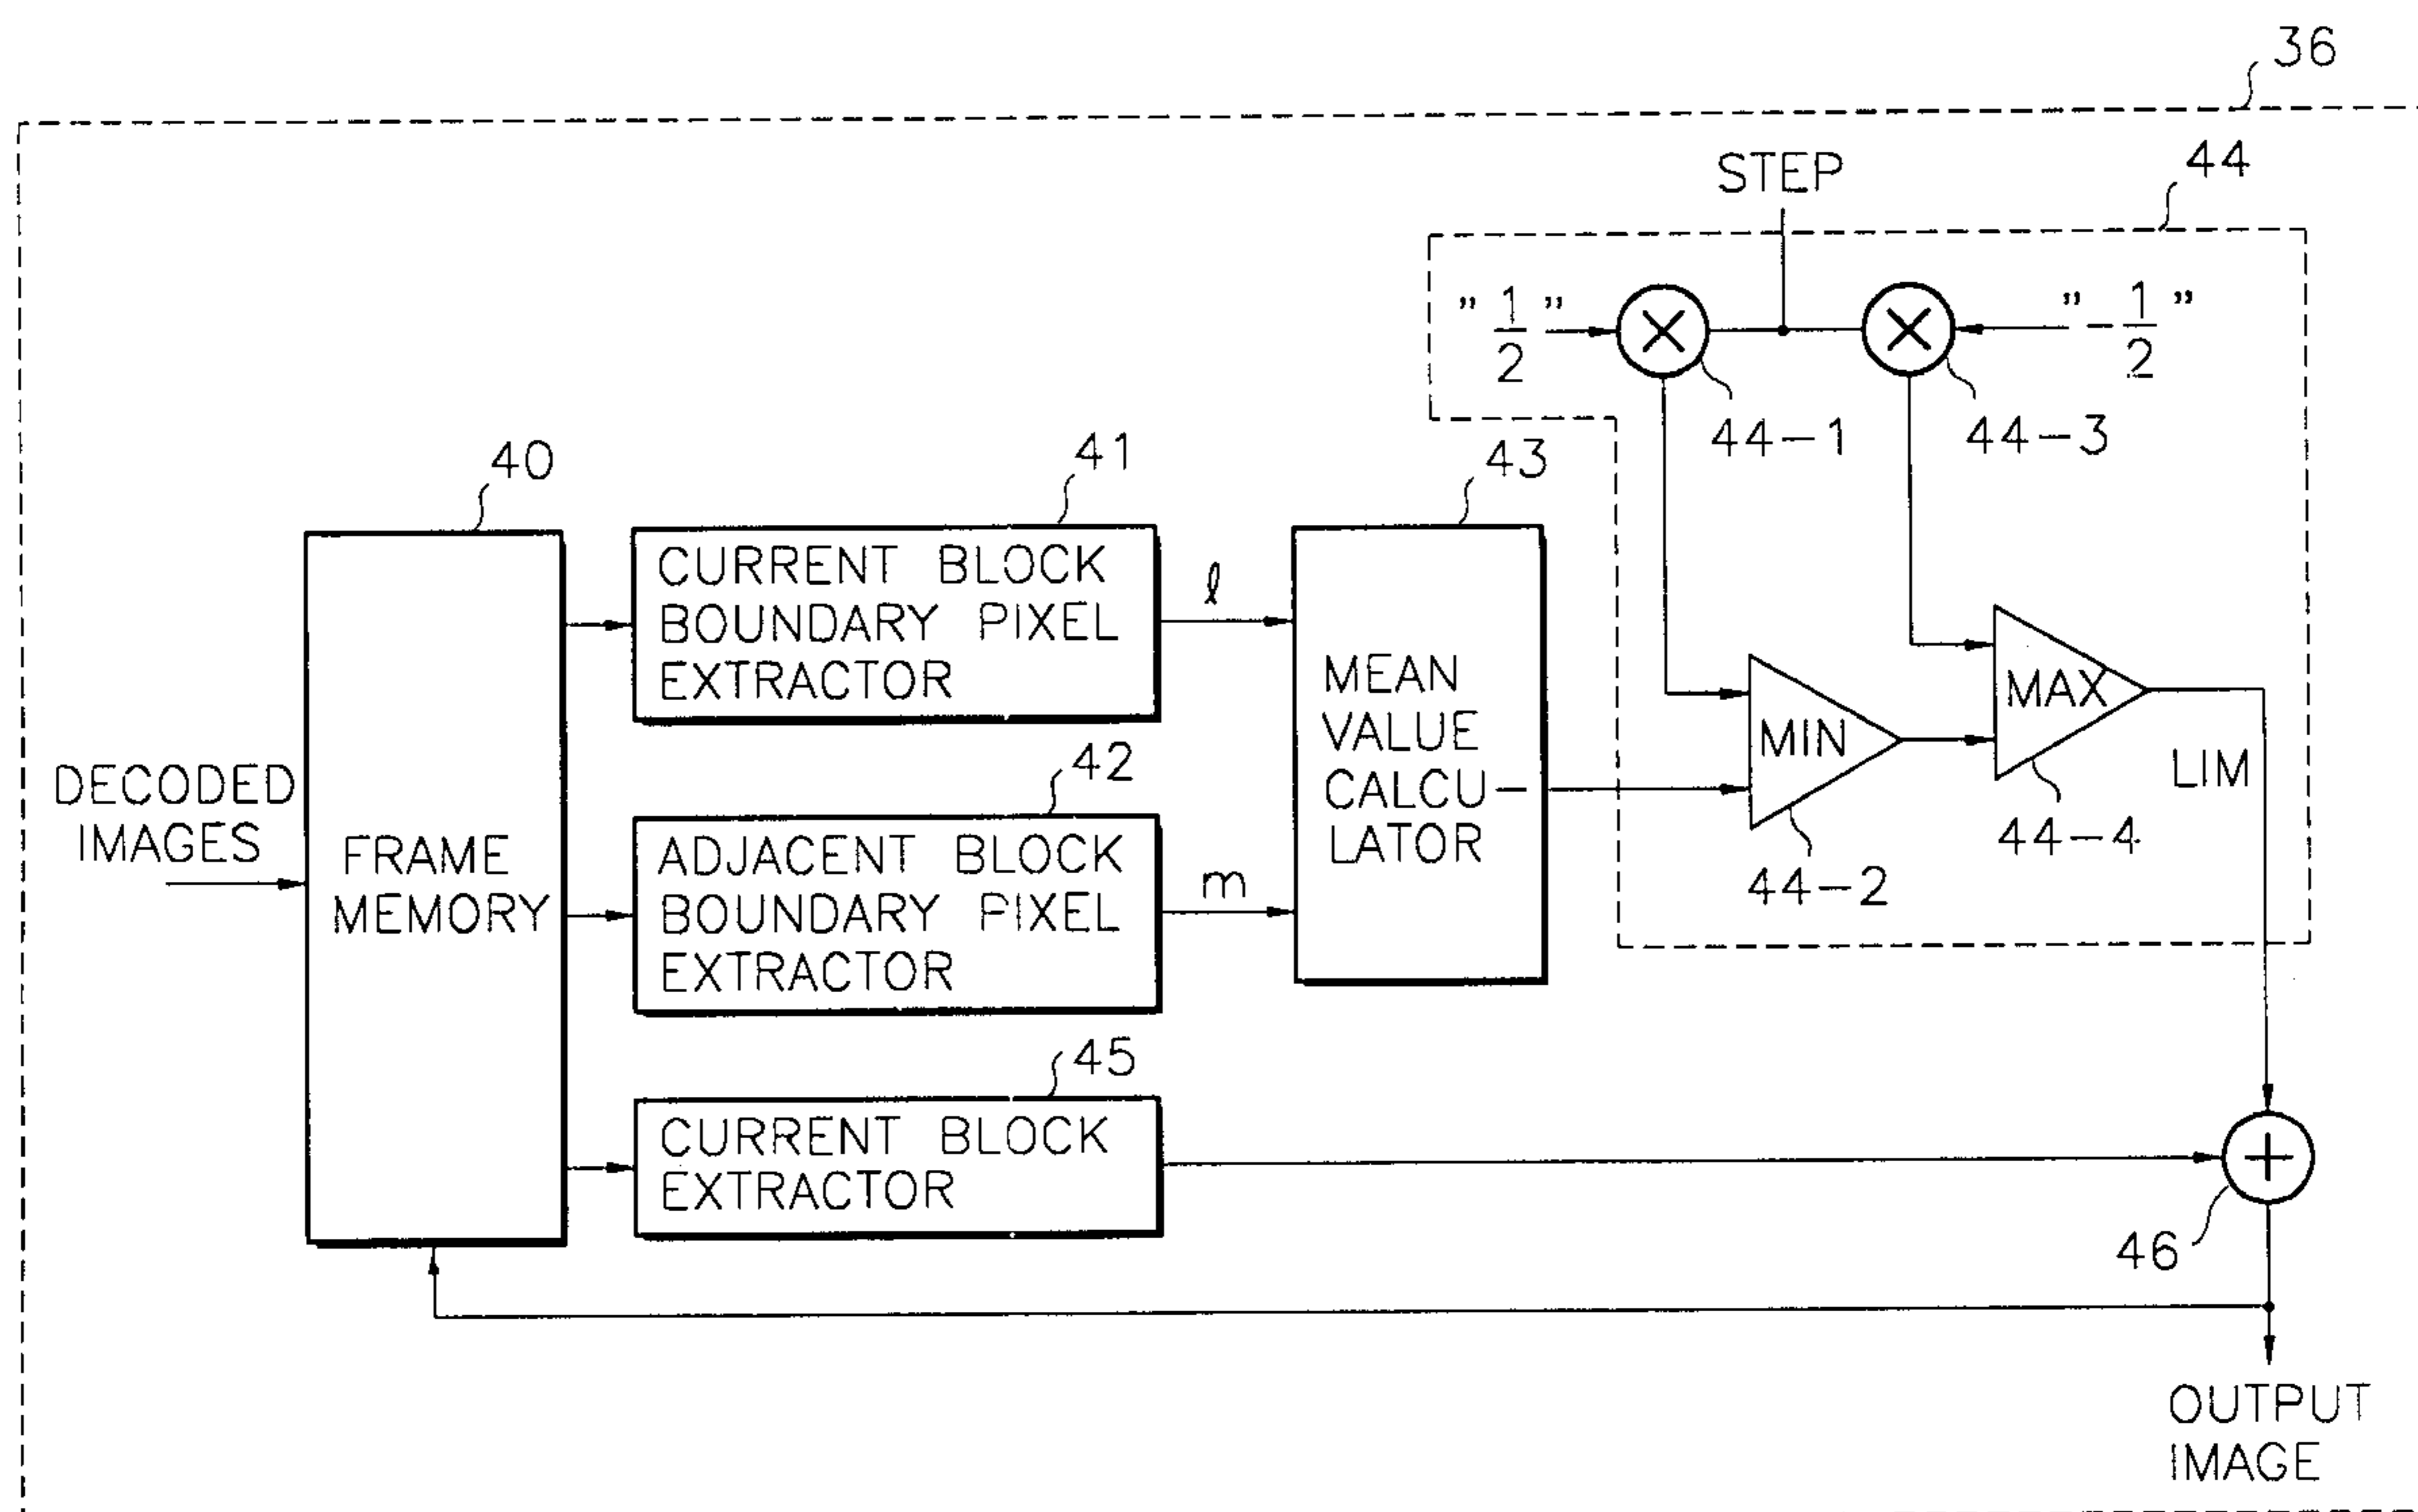 36
44
STEP
" 1/2 "
" - 1/2 "
44-1
44-3
40
41
43
CURRENT BLOCK
BOUNDARY PIXEL
EXTRACTOR
l
MEAN
VALUE
CALCU-
LATOR
MIN
MAX
LIM
44-2
44-4
DECODED
IMAGES
FRAME
MEMORY
42
ADJACENT BLOCK
BOUNDARY PIXEL
EXTRACTOR
m
45
CURRENT BLOCK
EXTRACTOR
46
OUTPUT
IMAGE